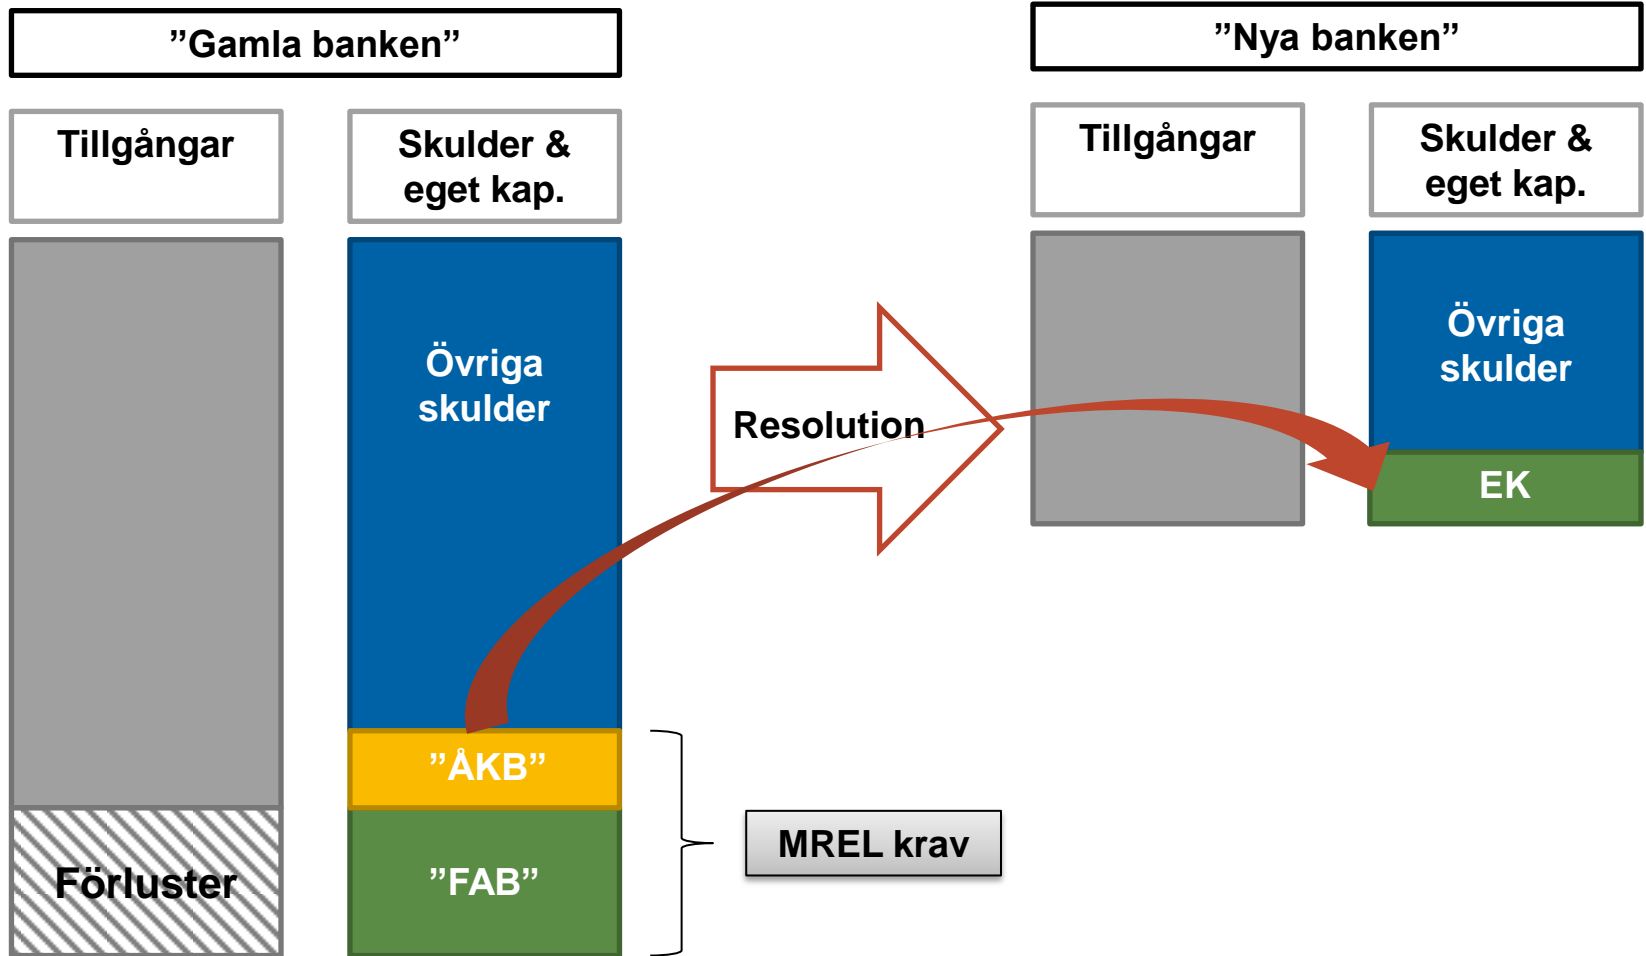 ”Gamla banken”
Tillgångar
Skulder &
eget kap.
Övriga
skulder
”ÅKB”
”FAB”
Förluster
MREL krav
Resolution
”Nya banken”
Tillgångar
Skulder &
eget kap.
Övriga
skulder
EK